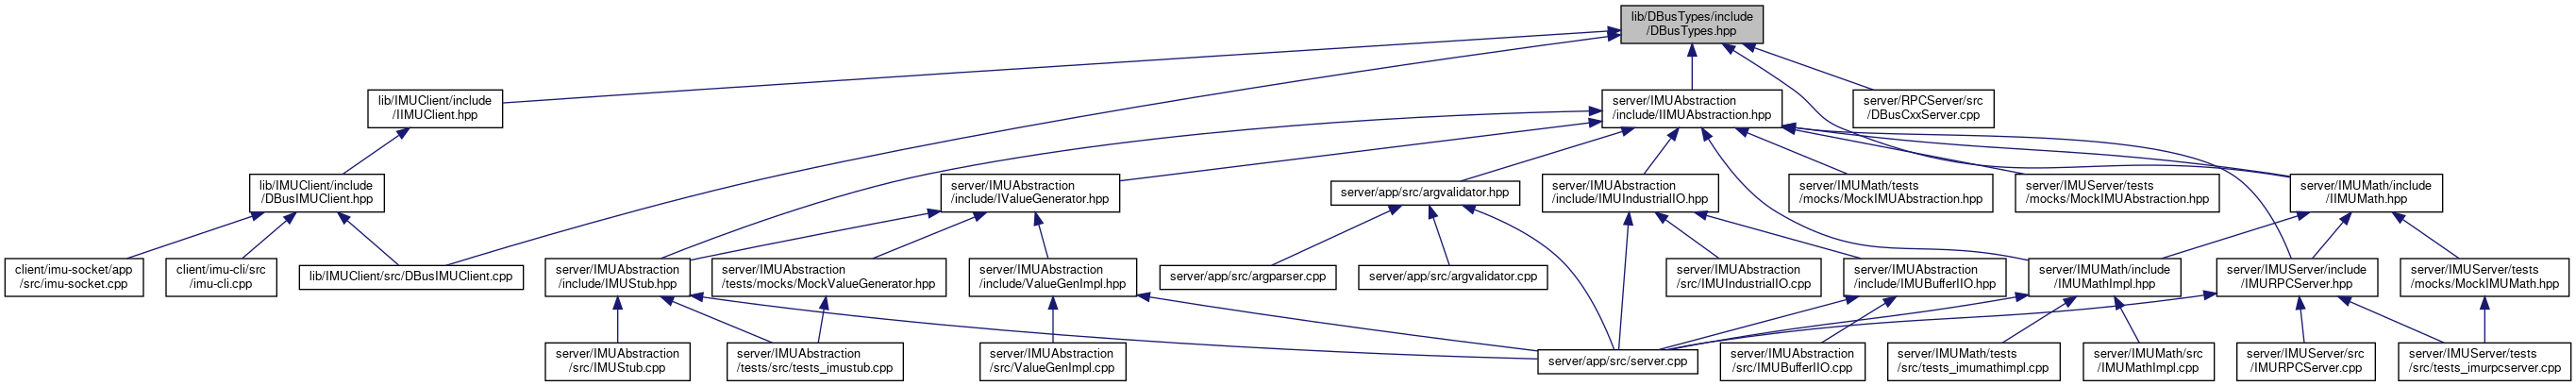 lib/DBusTypes/include
/DBusTypes.hpp
lib/IMUClient/include
/IIMUClient.hpp
server/IMUAbstraction
/include/IIMUAbstraction.hpp
server/RPCServer/src
/DBusCxxServer.cpp
lib/IMUClient/include
/DBusIMUClient.hpp
server/IMUAbstraction
/include/IValueGenerator.hpp
server/app/src/argvalidator.hpp
server/IMUAbstraction
/include/IMUIndustrialIO.hpp
server/IMUMath/tests
/mocks/MockIMUAbstraction.hpp
server/IMUServer/tests
/mocks/MockIMUAbstraction.hpp
server/IMUMath/include
/IIMUMath.hpp
client/imu-socket/app
/src/imu-socket.cpp
client/imu-cli/src
/imu-cli.cpp
lib/IMUClient/src/DBusIMUClient.cpp
server/IMUAbstraction
/include/IMUStub.hpp
server/IMUAbstraction
/tests/mocks/MockValueGenerator.hpp
server/IMUAbstraction
/include/ValueGenImpl.hpp
server/app/src/argparser.cpp
server/app/src/argvalidator.cpp
server/IMUAbstraction
/src/IMUIndustrialIO.cpp
server/IMUAbstraction
/include/IMUBufferIIO.hpp
server/IMUMath/include
/IMUMathImpl.hpp
server/IMUServer/include
/IMURPCServer.hpp
server/IMUServer/tests
/mocks/MockIMUMath.hpp
server/IMUAbstraction
/src/IMUStub.cpp
server/IMUAbstraction
/tests/src/tests_imustub.cpp
server/IMUAbstraction
/src/ValueGenImpl.cpp
server/app/src/server.cpp
server/IMUAbstraction
/src/IMUBufferIIO.cpp
server/IMUMath/tests
/src/tests_imumathimpl.cpp
server/IMUMath/src
/IMUMathImpl.cpp
server/IMUServer/src
/IMURPCServer.cpp
server/IMUServer/tests
/src/tests_imurpcserver.cpp